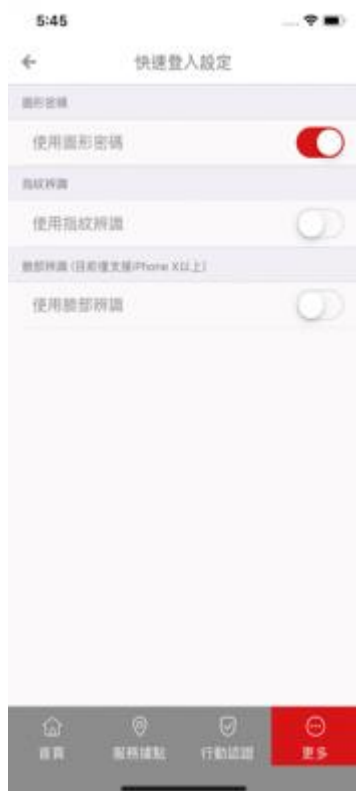 5:45
快速登入設定
圖形密碼
使用圖形密碼
指紋辨識
使用指紋辨識
臉部辨識 (目前僅支援iPhone X以上)
使用臉部辨識
首頁
服務據點
行動認證
更多